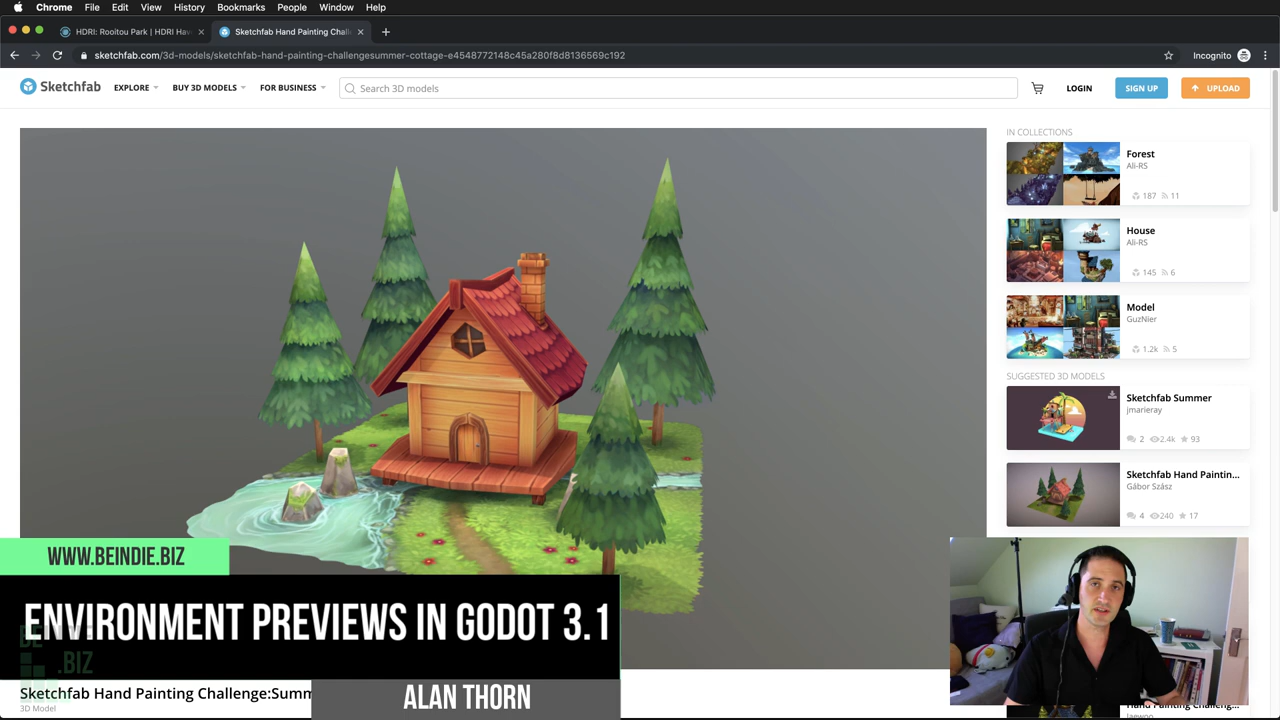 Chrome File Edit View History Bookmarks People Window Help
HDRI: Rooitou Park | HDRI Hav
Sketchfab Hand Painting Chall
sketchfab.com/3d-models/sketchfab-hand-painting-challengesummer-cottage-e4548772148c45a280f8d8136569c192
Incognito
Sketchfab EXPLORE BUY 3D MODELS FOR BUSINESS Search 3D models LOGIN SIGN UP UPLOAD
IN COLLECTIONS
Forest
Ali-RS
187 11
House
Ali-RS
145 6
Model
GuzNier
1.2k 5
SUGGESTED 3D MODELS
Sketchfab Summer
jmarieray
2 2.4k 93
Sketchfab Hand Paintin...
Gábor Szász
4 240 17
WWW.BEINDIE.BIZ
ENVIRONMENT PREVIEWS IN GODOT 3.1
.BIZ
Sketchfab Hand Painting Challenge:Summ
ALAN THORN
3D Model